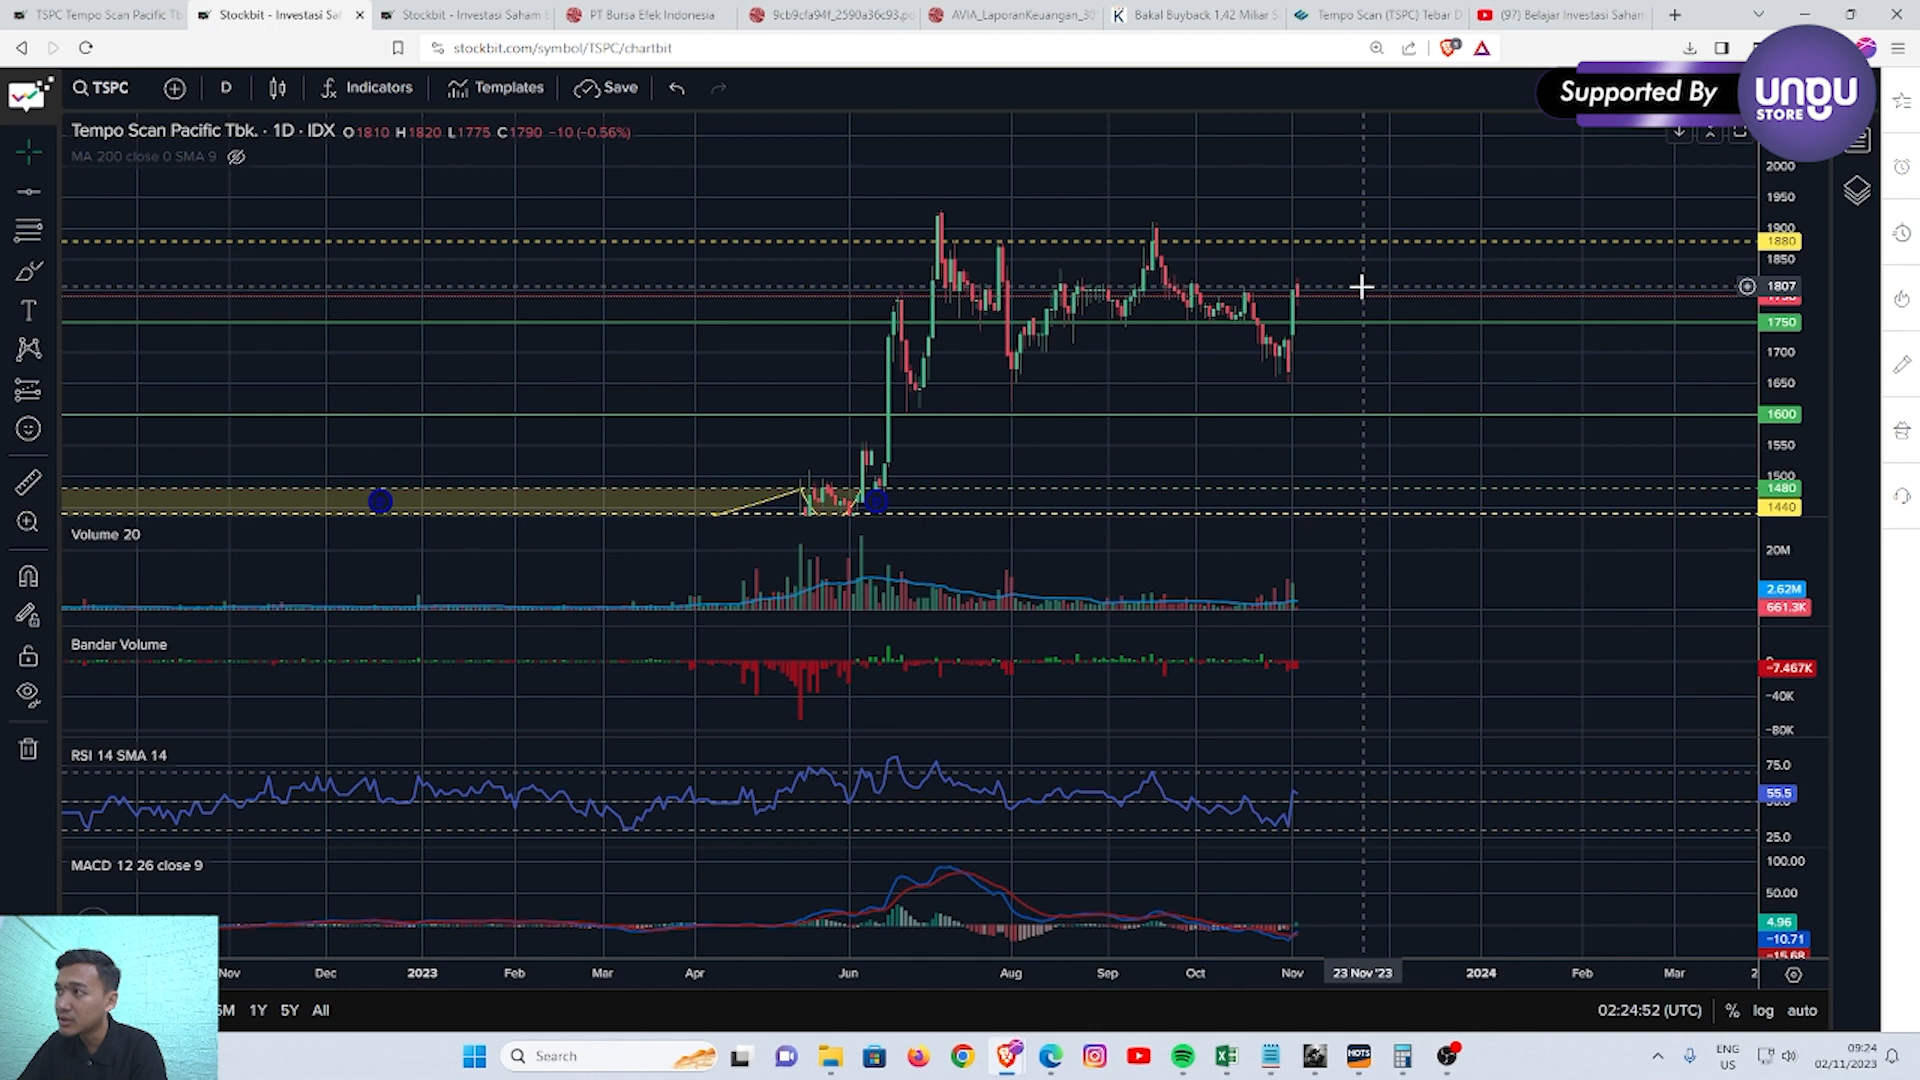 TSPC Tempo Scan Pacific Tb
Stockbit - Investasi Sa
Stockbit - Investasi Saham
PT Bursa Efek Indonesia
9cb9cfa94f_2590a36c93.p
AVIA_LaporanKeuangan_30
Bakal Buyback 1,42 Miliar S
Tempo Scan (TSPC) Tebar D
(97) Belajar Investasi Saham
stockbit.com/symbol/TSPC/chartbit
TSPC
D
Indicators
Templates
Save
Supported By
ungu
STORE
Tempo Scan Pacific Tbk. · 1D · IDX O1810 H1820 L1775 C1790 −10 (−0.56%)
MA 200 close 0 SMA 9
2000
1950
1900
1880
1850
1807
1750
1700
1650
1600
1550
1500
1480
1440
Volume 20
20M
2.62M
661.3K
Bandar Volume
0
−7.467K
−40K
−80K
RSI 14 SMA 14
75.0
55.5
25.0
MACD 12 26 close 9
100.00
50.00
4.96
−10.71
−15.68
Nov Dec 2023 Feb Mar Apr Jun Aug Sep Oct Nov 23 Nov '23 2024 Feb Mar 2
1Y 5Y All
02:24:52 (UTC) % log auto
Search
HOTS
ENG
US
09:24
02/11/2023